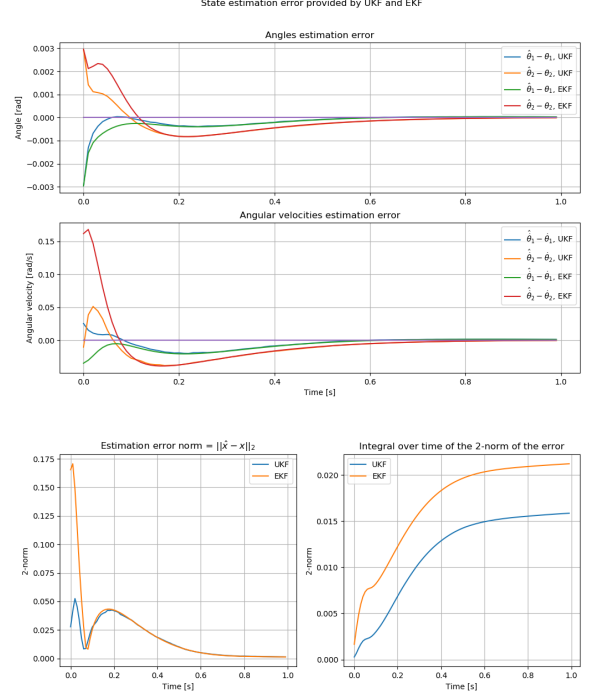 State estimation error provided by UKF and EKF
Angles estimation error
0.003
0.002
0.001
0.000
−0.001
−0.002
−0.003
Angle [rad]
θ̂₁ − θ₁, UKF
θ̂₂ − θ₂, UKF
θ̂₁ − θ₁, EKF
θ̂₂ − θ₂, EKF
0.0 0.2 0.4 0.6 0.8 1.0
Angular velocities estimation error
0.15
0.10
0.05
0.00
Angular velocity [rad/s]
θ̇̂₁ − θ̇₁, UKF
θ̇̂₂ − θ̇₂, UKF
θ̇̂₁ − θ̇₁, EKF
θ̇̂₂ − θ̇₂, EKF
0.0 0.2 0.4 0.6 0.8 1.0
Time [s]
Estimation error norm = ||x̂ − x||₂
0.175
0.150
0.125
0.100
0.075
0.050
0.025
0.000
2-norm
UKF
EKF
0.0 0.2 0.4 0.6 0.8 1.0
Time [s]
Integral over time of the 2-norm of the error
0.020
0.015
0.010
0.005
0.000
2-norm
UKF
EKF
0.0 0.2 0.4 0.6 0.8 1.0
Time [s]